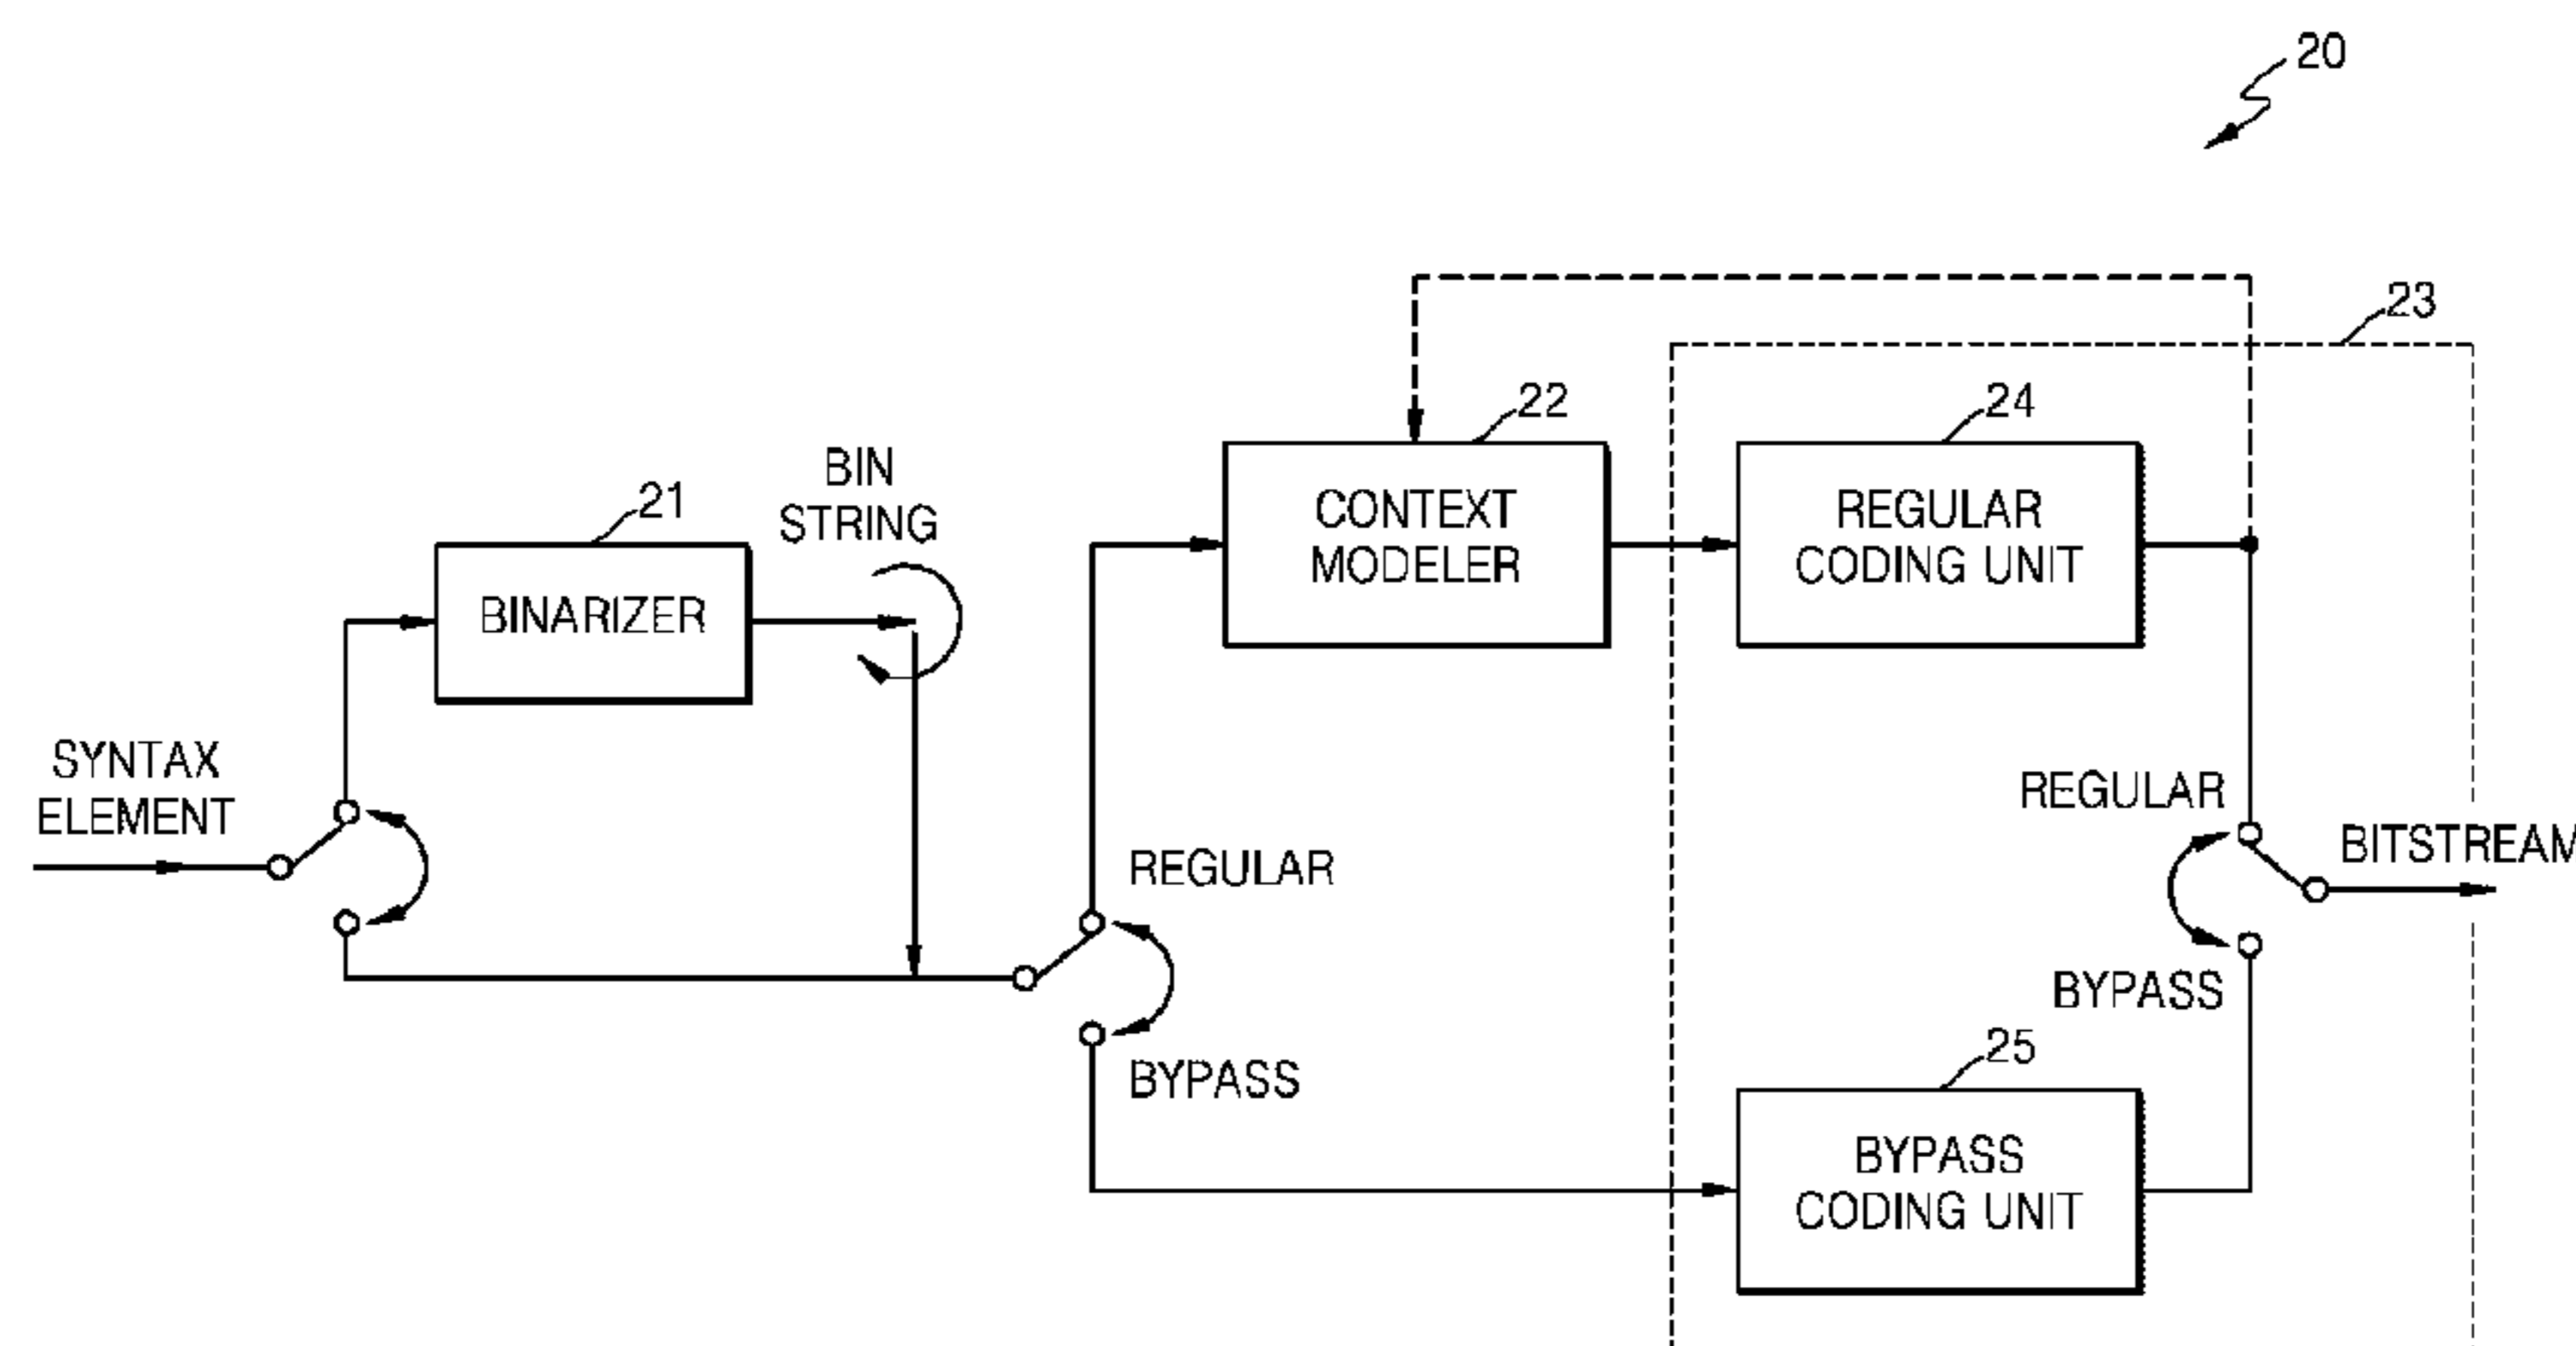 20
23
22
24
BIN
STRING
21
CONTEXT
MODELER
REGULAR
CODING UNIT
BINARIZER
SYNTAX
ELEMENT
REGULAR
BYPASS
REGULAR
BITSTREAM
BYPASS
25
BYPASS
CODING UNIT